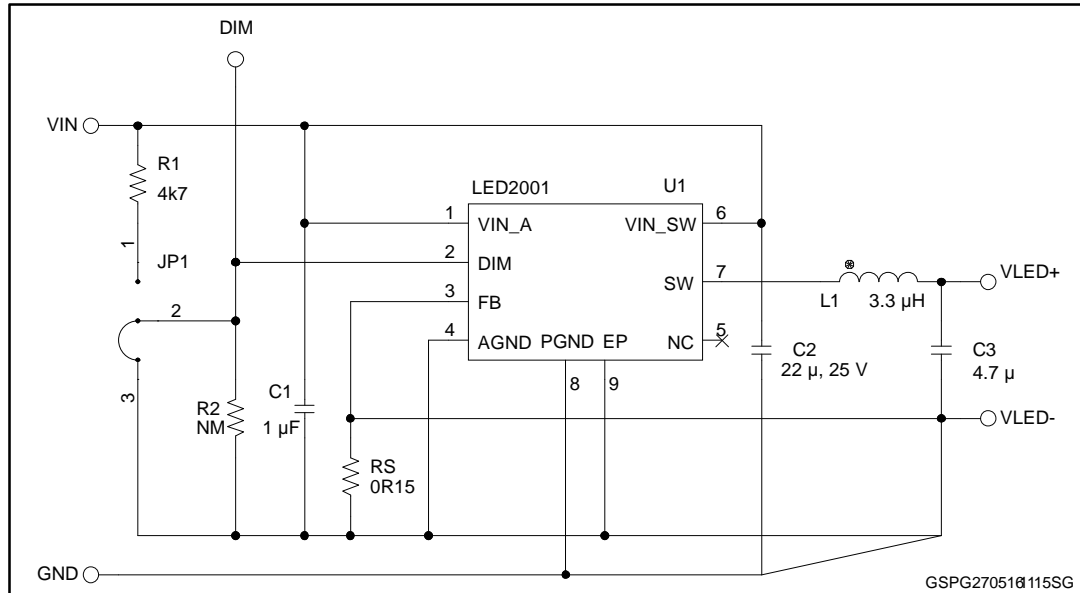 DIM
VIN
R1
4k7
LED2001
U1
1
VIN_A
VIN_SW
6
1
JP1
2
DIM
SW
7
VLED+
L1
3.3 µH
2
3
FB
4
AGND
PGND
EP
NC
5
C2
22 µ, 25 V
C3
4.7 µ
8
9
3
R2
NM
C1
1 µF
VLED-
RS
0R15
GND
GSPG270516 1115SG